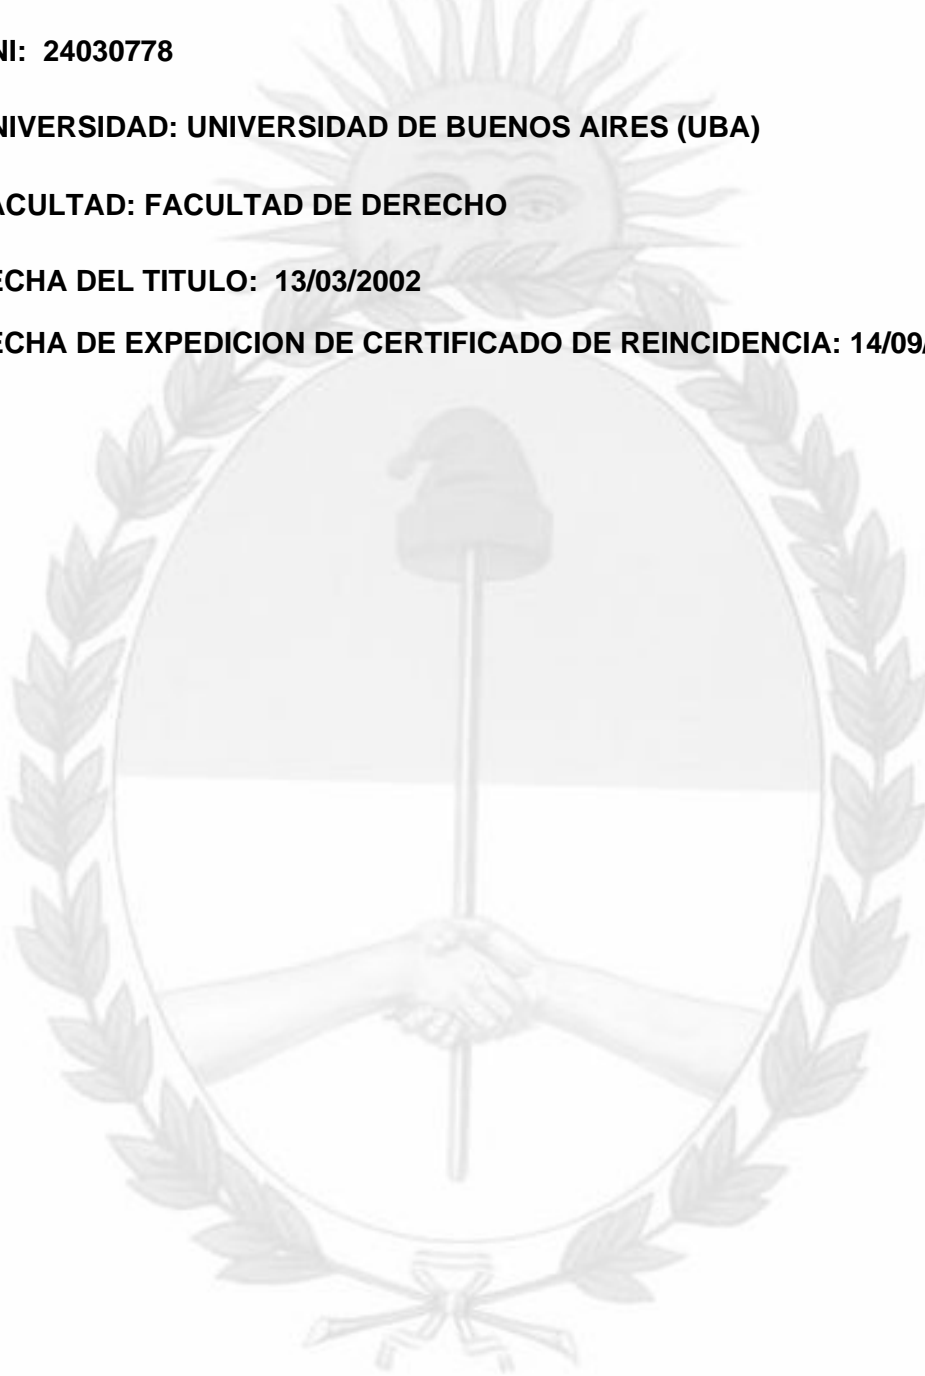 NI: 24030778
NIVERSIDAD: UNIVERSIDAD DE BUENOS AIRES (UBA)
ACULTAD: FACULTAD DE DERECHO
ECHA DEL TITULO: 13/03/2002
ECHA DE EXPEDICION DE CERTIFICADO DE REINCIDENCIA: 14/09/